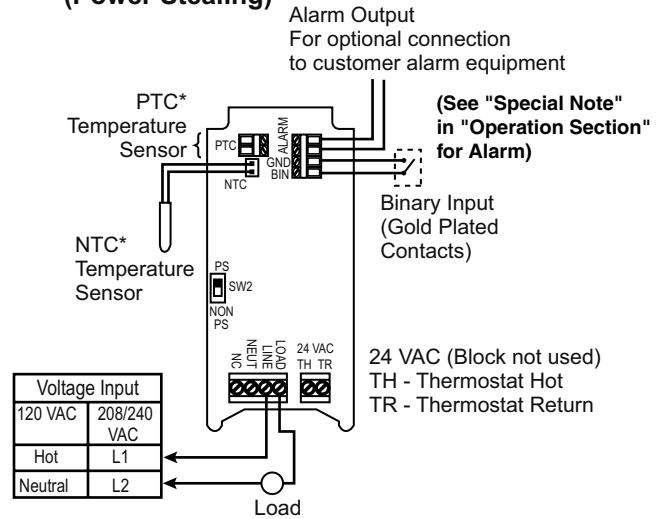 (Power Stealing)
Alarm Output
For optional connection
to customer alarm equipment
(See "Special Note"
in "Operation Section"
for Alarm)
PTC*
Temperature
Sensor
PTC
ALARM
GND
BIN
NTC
Binary Input
(Gold Plated
Contacts)
NTC*
Temperature
Sensor
PS
SW2
NON
PS
NC
NEUT
LINE
LOAD
24 VAC
TH TR
24 VAC (Block not used)
TH - Thermostat Hot
TR - Thermostat Return
Voltage Input
120 VAC 208/240
VAC
Hot L1
Neutral L2
Load